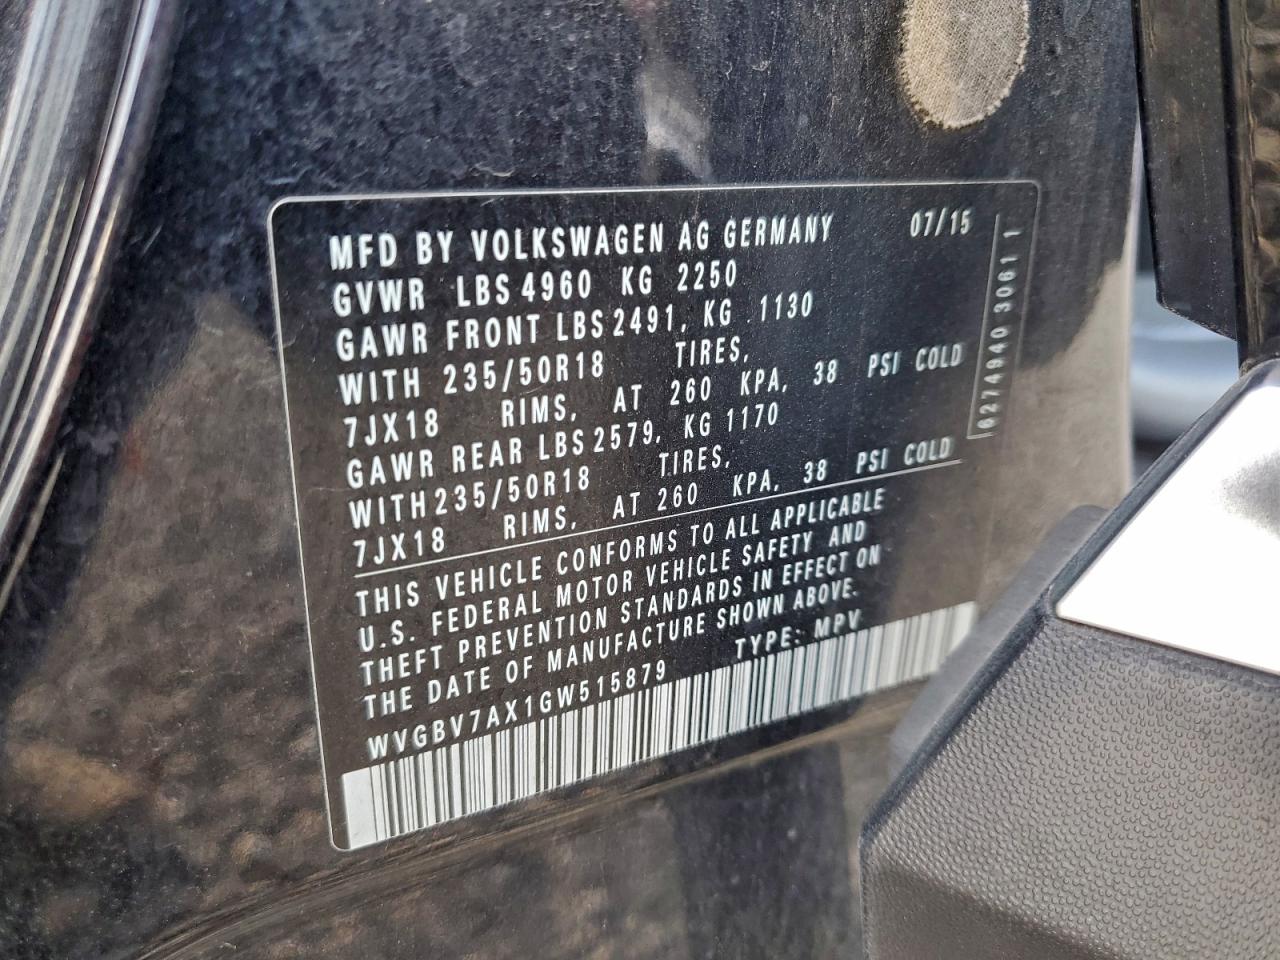 MFD BY VOLKSWAGEN AG GERMANY 07/15
GVWR LBS 4960 KG 2250
GAWR FRONT LBS 2491, KG 1130
WITH 235/50R18 TIRES,
7JX18 RIMS, AT 260 KPA, 38 PSI COLD
GAWR REAR LBS 2579, KG 1170
WITH 235/50R18 TIRES,
7JX18 RIMS, AT 260 KPA, 38 PSI COLD
THIS VEHICLE CONFORMS TO ALL APPLICABLE
U.S. FEDERAL MOTOR VEHICLE SAFETY AND
THEFT PREVENTION STANDARDS IN EFFECT ON
THE DATE OF MANUFACTURE SHOWN ABOVE.
WVGBV7AX1GW515879 TYPE: MPV
6274940 3061 1